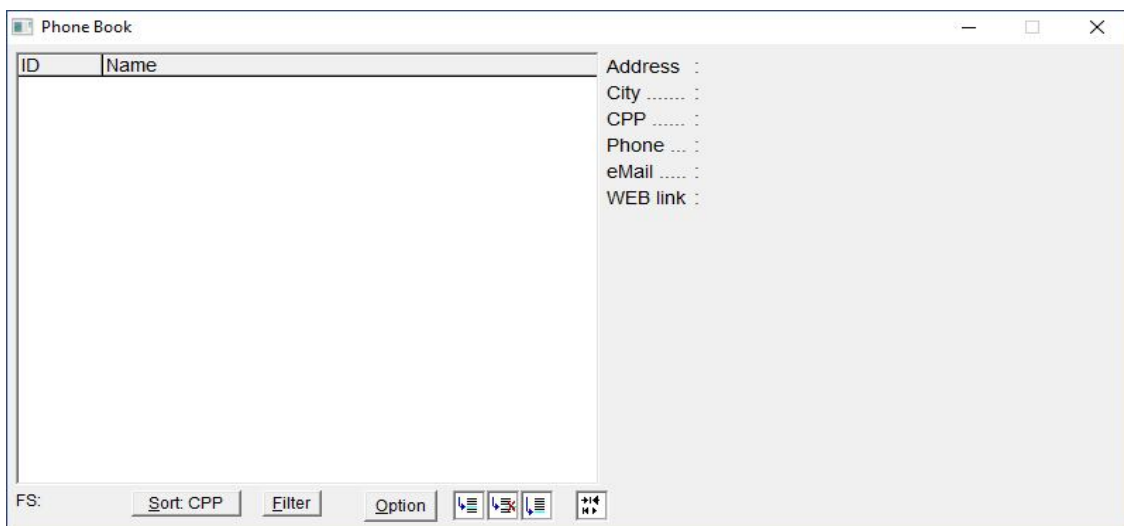 Phone Book
ID Name
Address :
City ....... :
CPP ...... :
Phone ... :
eMail ..... :
WEB link :
FS: Sort: CPP Filter Option